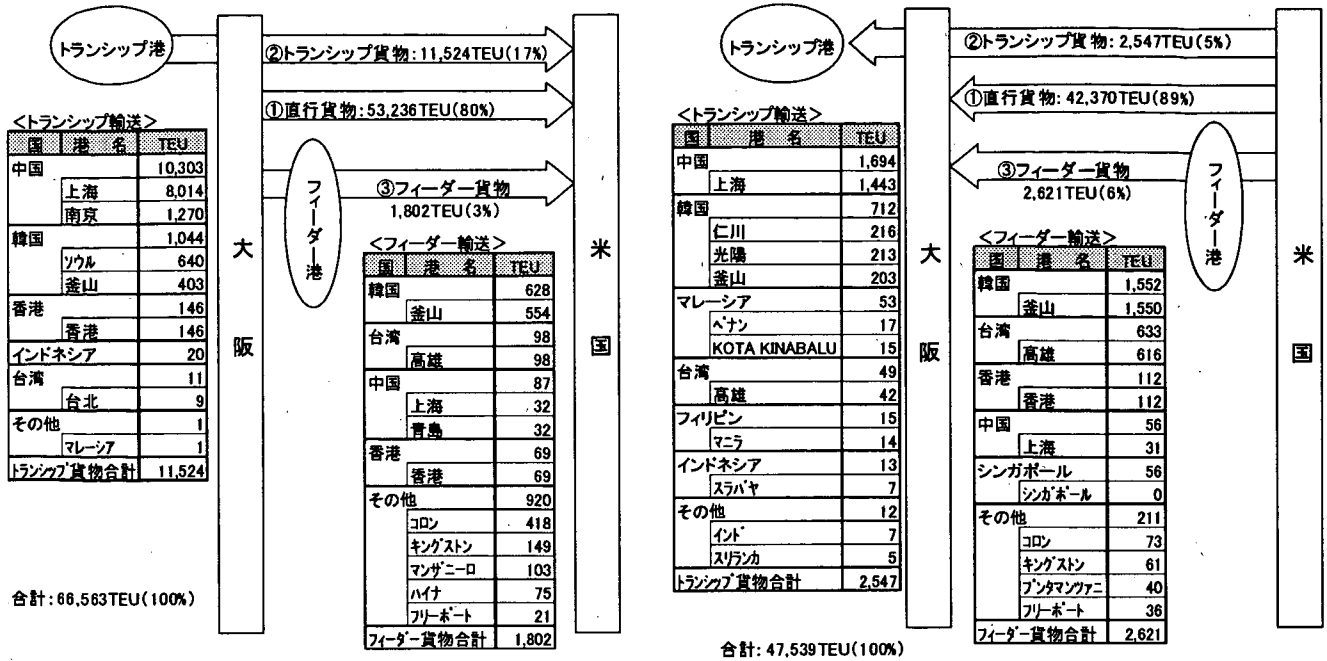 トランシップ港
②トランシップ貨物:11,524TEU(17%)
①直行貨物:53,236TEU(80%)
③フィーダー貨物
1,802TEU(3%)
フィーダー港
大阪
米国
<トランシップ輸送>
国 港名 TEU
中国 10,303
上海 8,014
南京 1,270
韓国 1,044
ソウル 640
釜山 403
香港 146
香港 146
インドネシア 20
台湾 11
台北 9
その他 1
マレーシア 1
トランシップ貨物合計 11,524
<フィーダー輸送>
国 港名 TEU
韓国 628
釜山 554
台湾 98
高雄 98
中国 87
上海 32
青島 32
香港 69
香港 69
その他 920
コロン 418
キングストン 149
マンザニーロ 103
ハイナ 75
フリーポート 21
フィーダー貨物合計 1,802
合計:66,563TEU(100%)
トランシップ港
②トランシップ貨物:2,547TEU(5%)
①直行貨物:42,370TEU(89%)
③フィーダー貨物
2,621TEU(6%)
フィーダー港
大阪
米国
<トランシップ輸送>
国 港名 TEU
中国 1,694
上海 1,443
韓国 712
仁川 216
光陽 213
釜山 203
マレーシア 53
ペナン 17
KOTA KINABALU 15
台湾 49
高雄 42
フィリピン 15
マニラ 14
インドネシア 13
スラバヤ 7
その他 12
インド 7
スリランカ 5
トランシップ貨物合計 2,547
<フィーダー輸送>
国 港名 TEU
韓国 1,552
釜山 1,550
台湾 633
高雄 616
香港 112
香港 112
中国 56
上海 31
シンガポール 56
シンガポール 0
その他 211
コロン 73
キングストン 61
プンタマンツァニ 40
フリーポート 36
フィーダー貨物合計 2,621
合計:47,539TEU(100%)